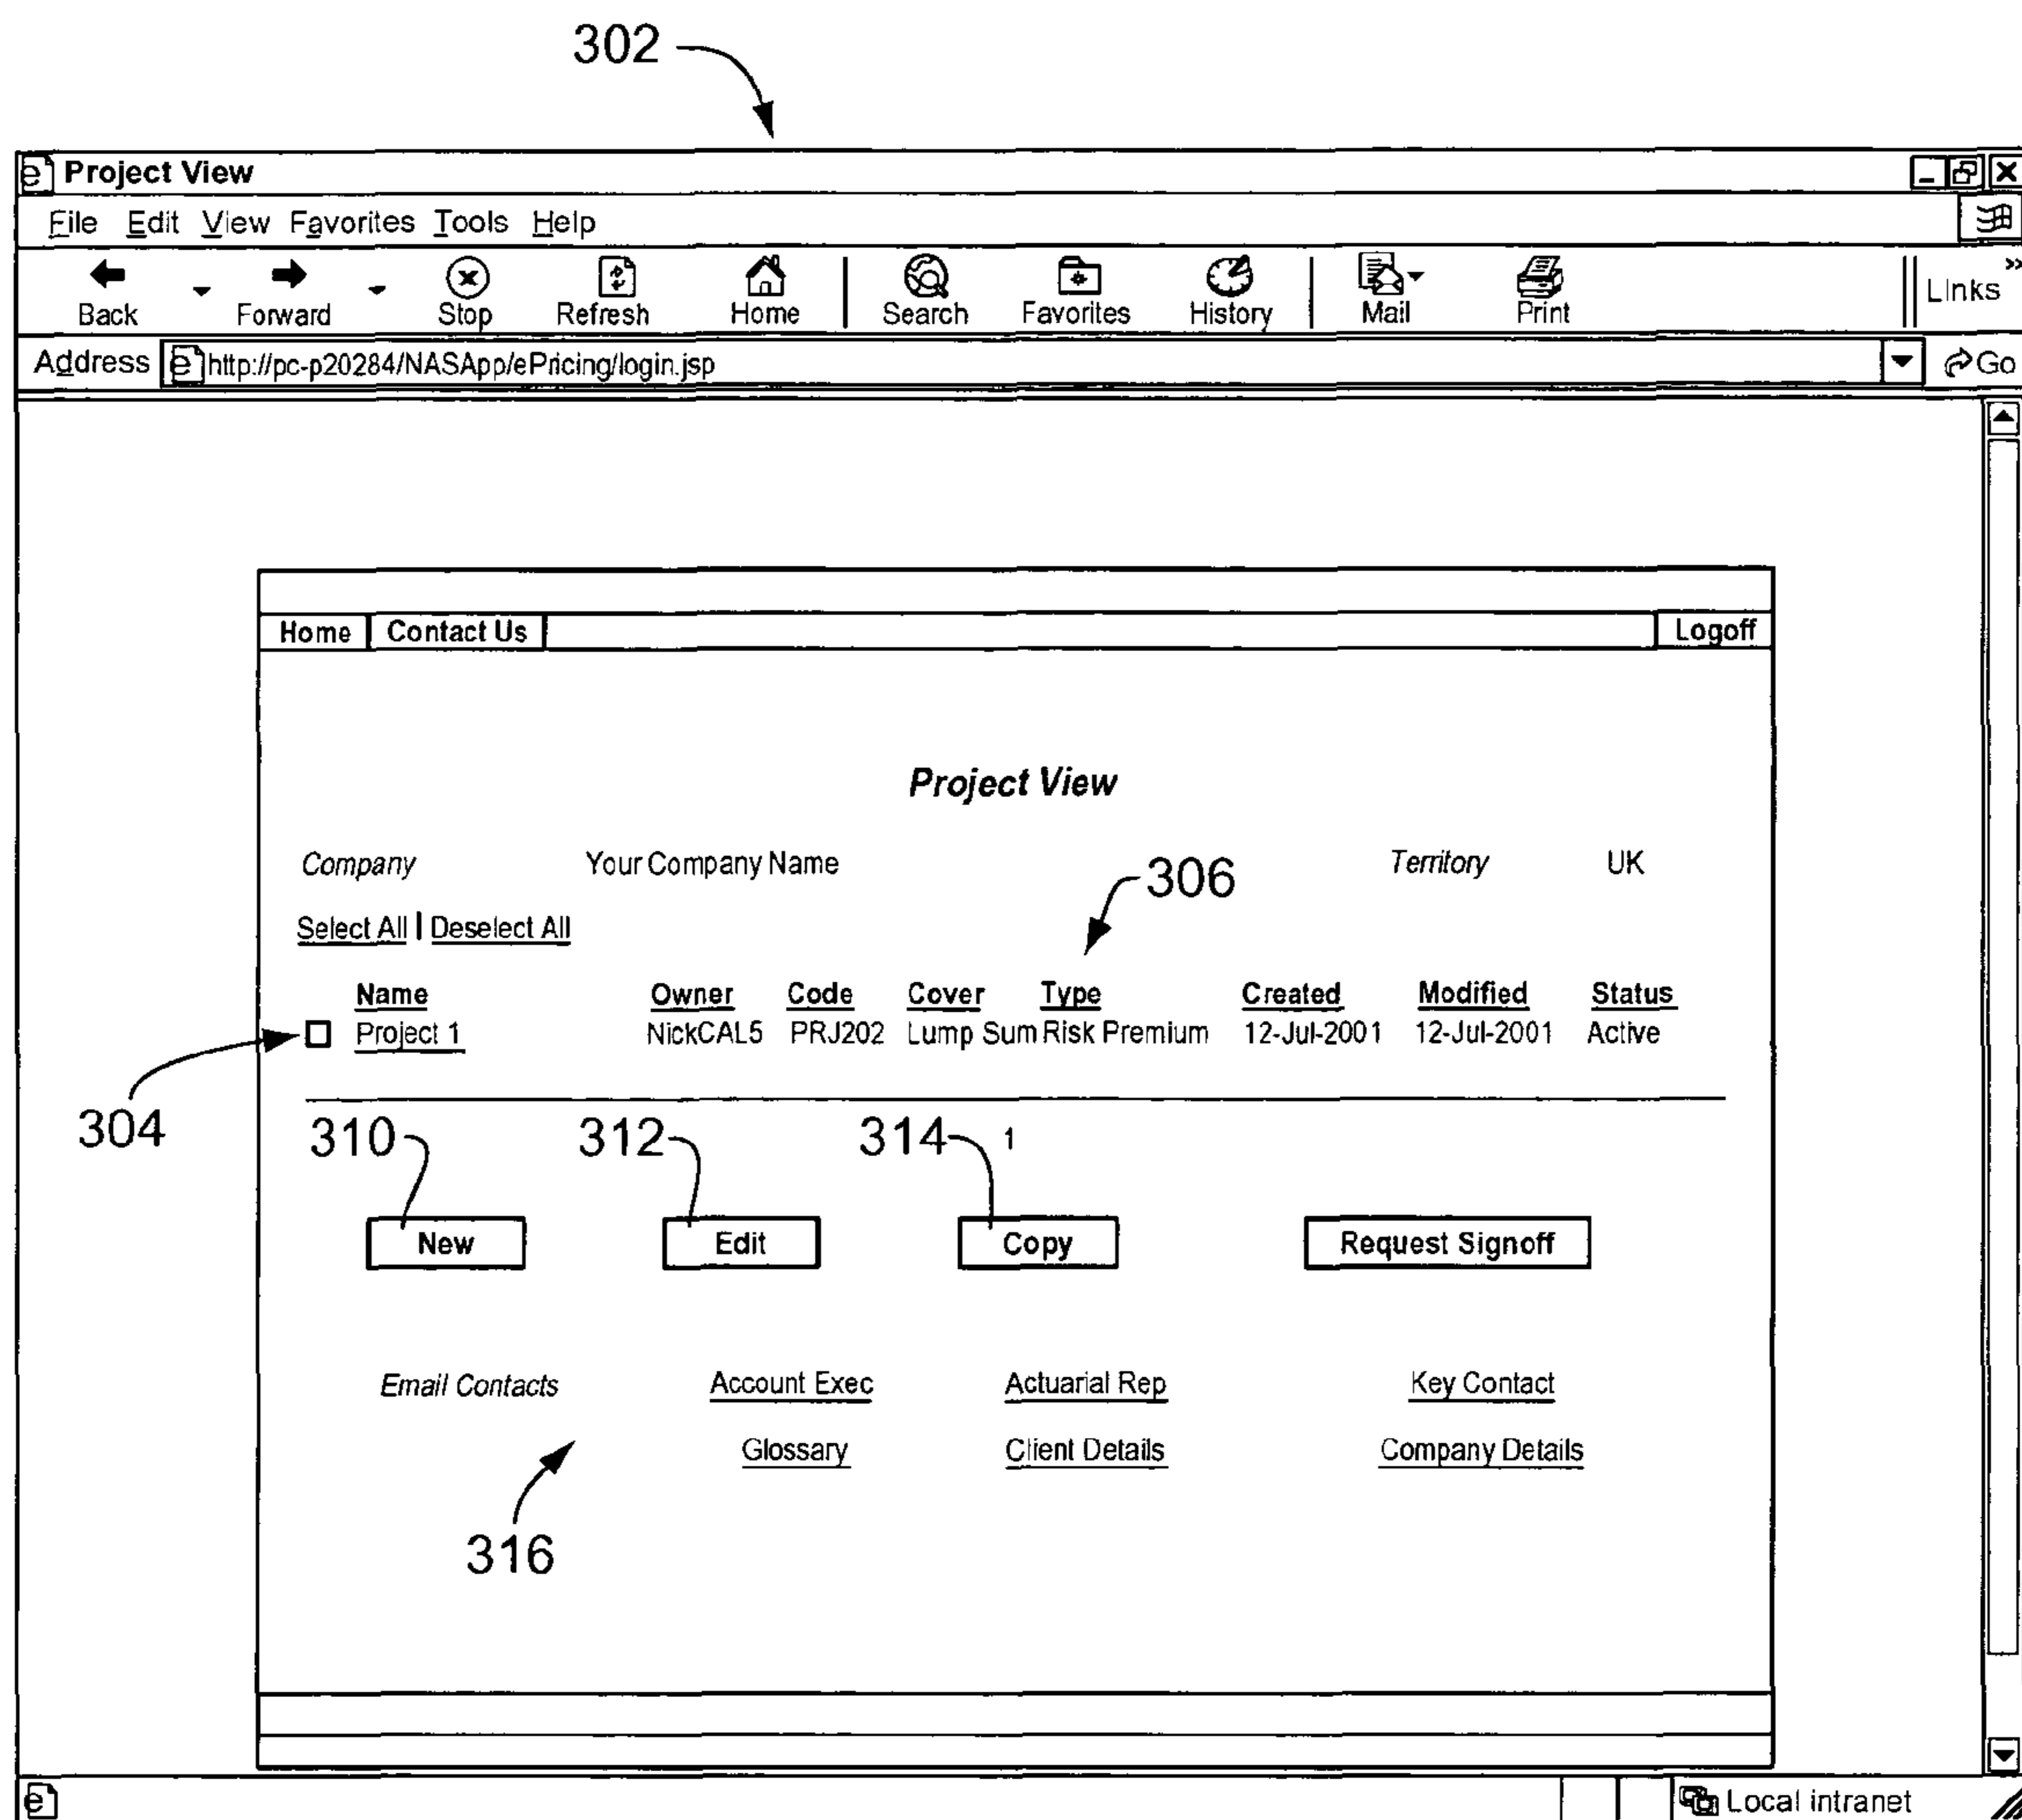 302
Project View
File Edit View Favorites Tools Help
Back Forward Stop Refresh Home Search Favorites History Mail Print Links »
Address http://pc-p20284/NASApp/ePricing/login.jsp Go
Home Contact Us Logoff
Project View
Company Your Company Name Territory UK
306
Select All | Deselect All
Name Owner Code Cover Type Created Modified Status
Project 1 NickCAL5 PRJ202 Lump Sum Risk Premium 12-Jul-2001 12-Jul-2001 Active
304
310 312 314 1
New Edit Copy Request Signoff
Email Contacts Account Exec Actuarial Rep Key Contact
Glossary Client Details Company Details
316
Local intranet